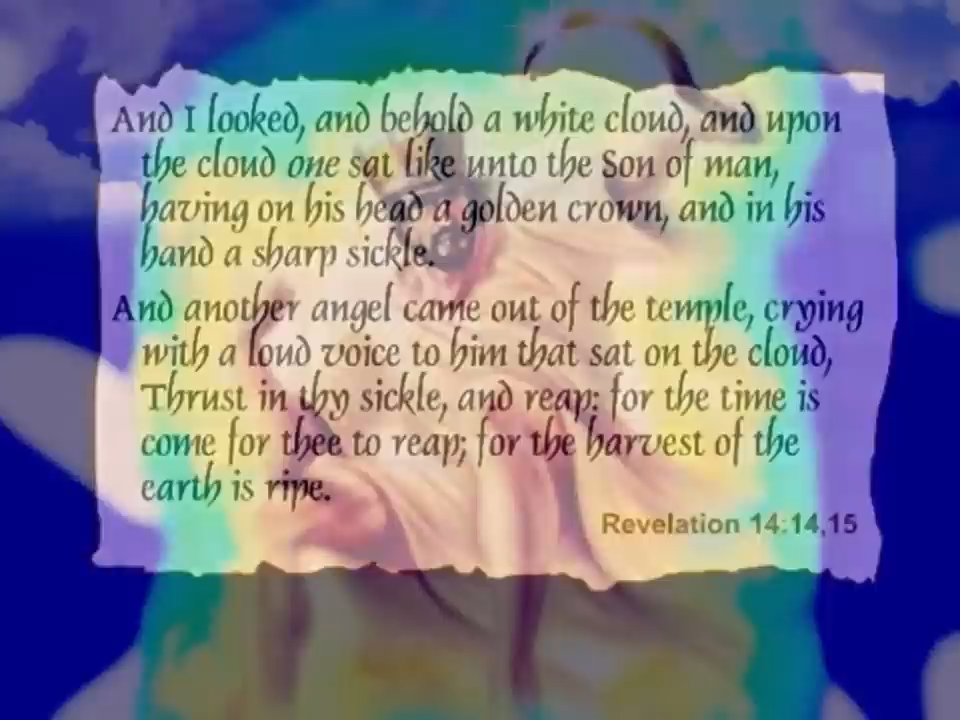 And I looked, and behold a white cloud, and upon
the cloud one sat like unto the Son of man,
having on his head a golden crown, and in his
hand a sharp sickle.
And another angel came out of the temple, crying
with a loud voice to him that sat on the cloud,
Thrust in thy sickle, and reap: for the time is
come for thee to reap; for the harvest of the
earth is ripe.
Revelation 14:14,15